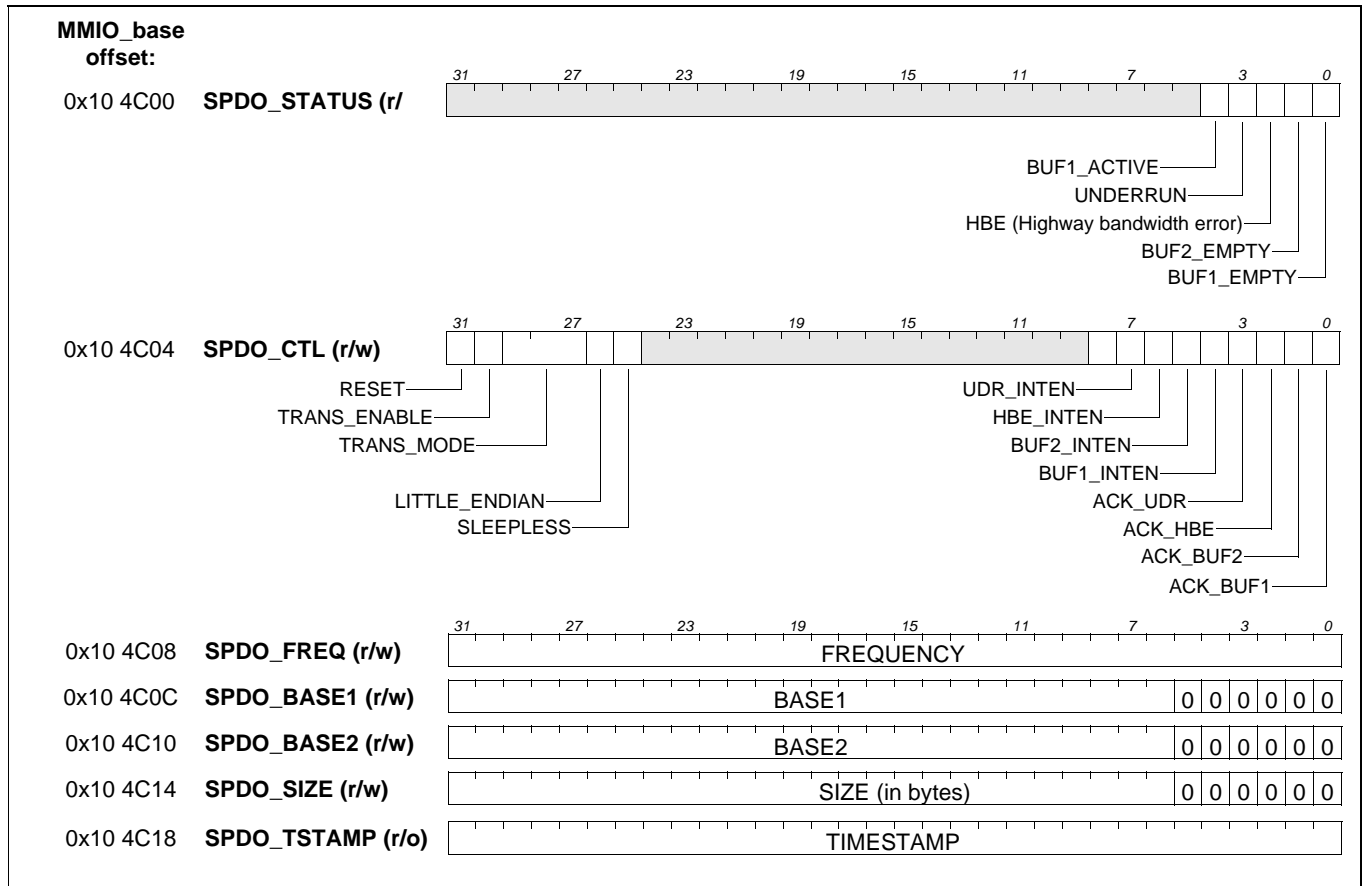 MMIO_base
offset:
31 27 23 19 15 11 7 3 0
0x10 4C00 SPDO_STATUS (r/
BUF1_ACTIVE
UNDERRUN
HBE (Highway bandwidth error)
BUF2_EMPTY
BUF1_EMPTY
31 27 23 19 15 11 7 3 0
0x10 4C04 SPDO_CTL (r/w)
RESET UDR_INTEN
TRANS_ENABLE HBE_INTEN
TRANS_MODE BUF2_INTEN
BUF1_INTEN
LITTLE_ENDIAN ACK_UDR
SLEEPLESS ACK_HBE
ACK_BUF2
ACK_BUF1
31 27 23 19 15 11 7 3 0
0x10 4C08 SPDO_FREQ (r/w) FREQUENCY
0x10 4C0C SPDO_BASE1 (r/w) BASE1 0 0 0 0 0 0
0x10 4C10 SPDO_BASE2 (r/w) BASE2 0 0 0 0 0 0
0x10 4C14 SPDO_SIZE (r/w) SIZE (in bytes) 0 0 0 0 0 0
0x10 4C18 SPDO_TSTAMP (r/o) TIMESTAMP